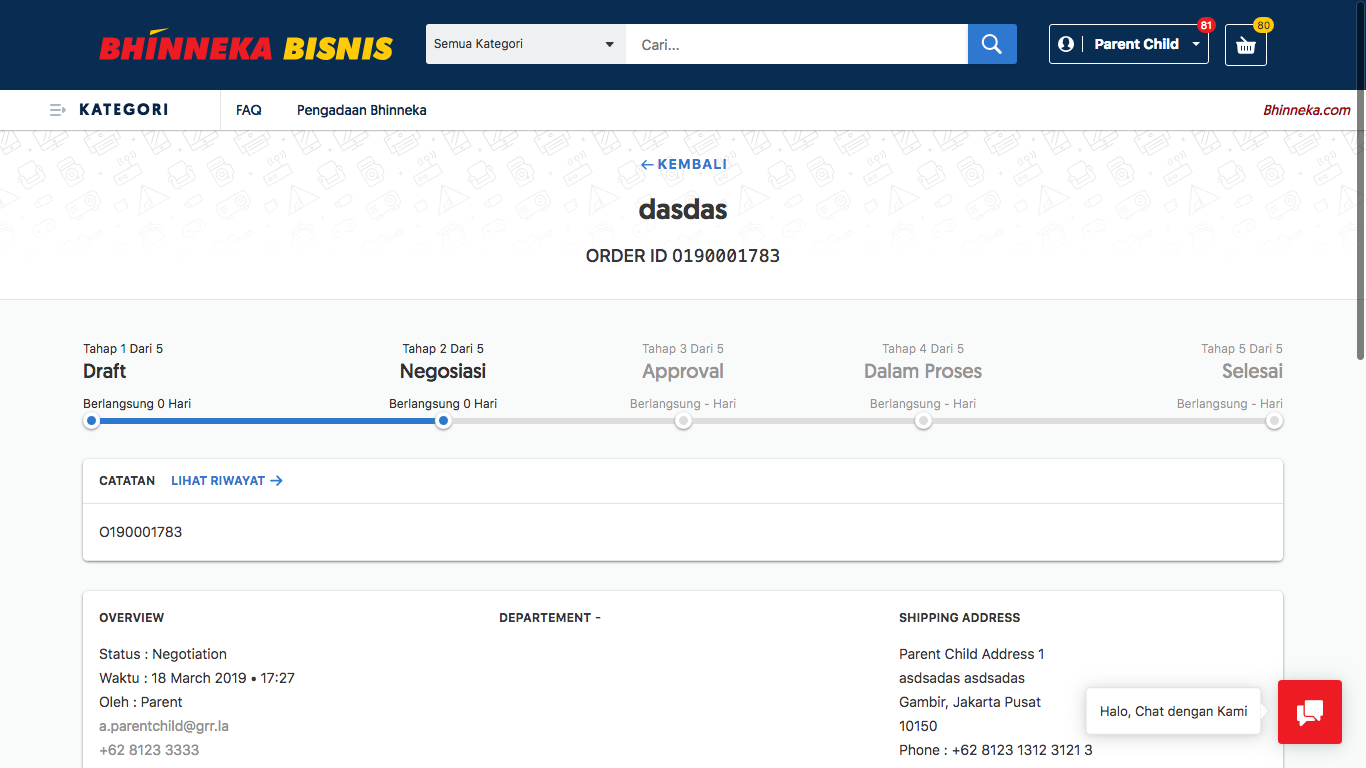 BHINNEKA BISNIS
Semua Kategori
Cari...
Parent Child
81
80
KATEGORI
FAQ
Pengadaan Bhinneka
Bhinneka.com
← KEMBALI
dasdas
ORDER ID O190001783
Tahap 1 Dari 5
Draft
Berlangsung 0 Hari
Tahap 2 Dari 5
Negosiasi
Berlangsung 0 Hari
Tahap 3 Dari 5
Approval
Berlangsung - Hari
Tahap 4 Dari 5
Dalam Proses
Berlangsung - Hari
Tahap 5 Dari 5
Selesai
Berlangsung - Hari
CATATAN LIHAT RIWAYAT →
O190001783
OVERVIEW
Status : Negotiation
Waktu : 18 March 2019 • 17:27
Oleh : Parent
a.parentchild@grr.la
+62 8123 3333
DEPARTEMENT -
SHIPPING ADDRESS
Parent Child Address 1
asdsadas asdsadas
Gambir, Jakarta Pusat
10150
Phone : +62 8123 1312 3121 3
Halo, Chat dengan Kami